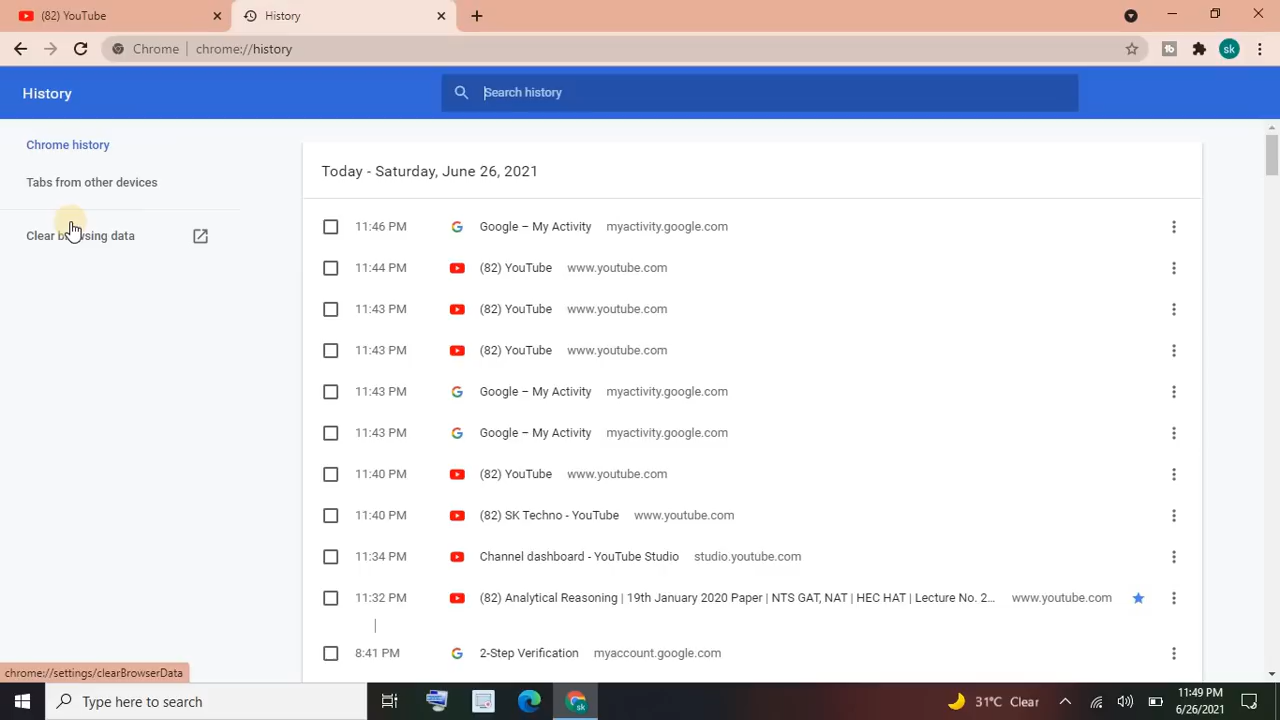 (82) YouTube
History
Chrome
chrome://history
sk
History
Search history
Chrome history
Tabs from other devices
Clear browsing data
Today - Saturday, June 26, 2021
11:46 PM Google – My Activity myactivity.google.com
11:44 PM (82) YouTube www.youtube.com
11:43 PM (82) YouTube www.youtube.com
11:43 PM (82) YouTube www.youtube.com
11:43 PM Google – My Activity myactivity.google.com
11:43 PM Google – My Activity myactivity.google.com
11:40 PM (82) YouTube www.youtube.com
11:40 PM (82) SK Techno - YouTube www.youtube.com
11:34 PM Channel dashboard - YouTube Studio studio.youtube.com
11:32 PM (82) Analytical Reasoning | 19th January 2020 Paper | NTS GAT, NAT | HEC HAT | Lecture No. 2... www.youtube.com
8:41 PM 2-Step Verification myaccount.google.com
chrome://settings/clearBrowserData
Type here to search
sk
31°C Clear
11:49 PM
6/26/2021